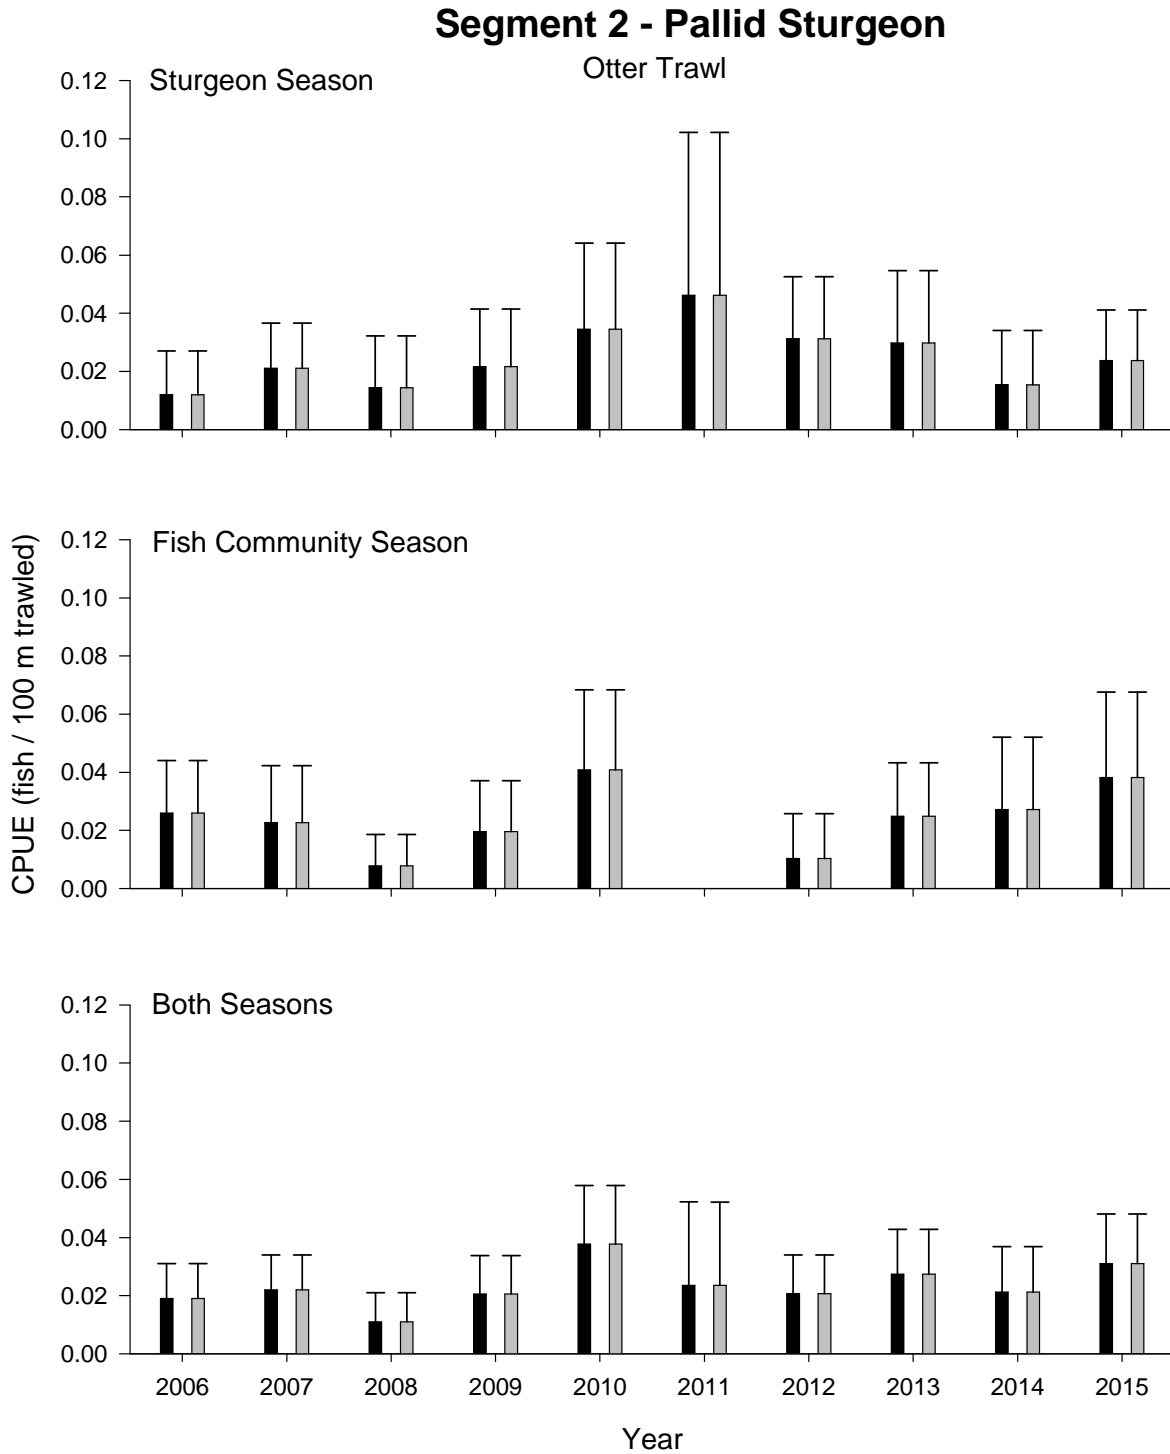 Segment 2 - Pallid Sturgeon
Otter Trawl
Sturgeon Season
0.12
0.10
0.08
0.06
0.04
0.02
0.00
Fish Community Season
0.12
0.10
0.08
0.06
0.04
0.02
0.00
CPUE (fish / 100 m trawled)
Both Seasons
0.12
0.10
0.08
0.06
0.04
0.02
0.00
2006 2007 2008 2009 2010 2011 2012 2013 2014 2015
Year